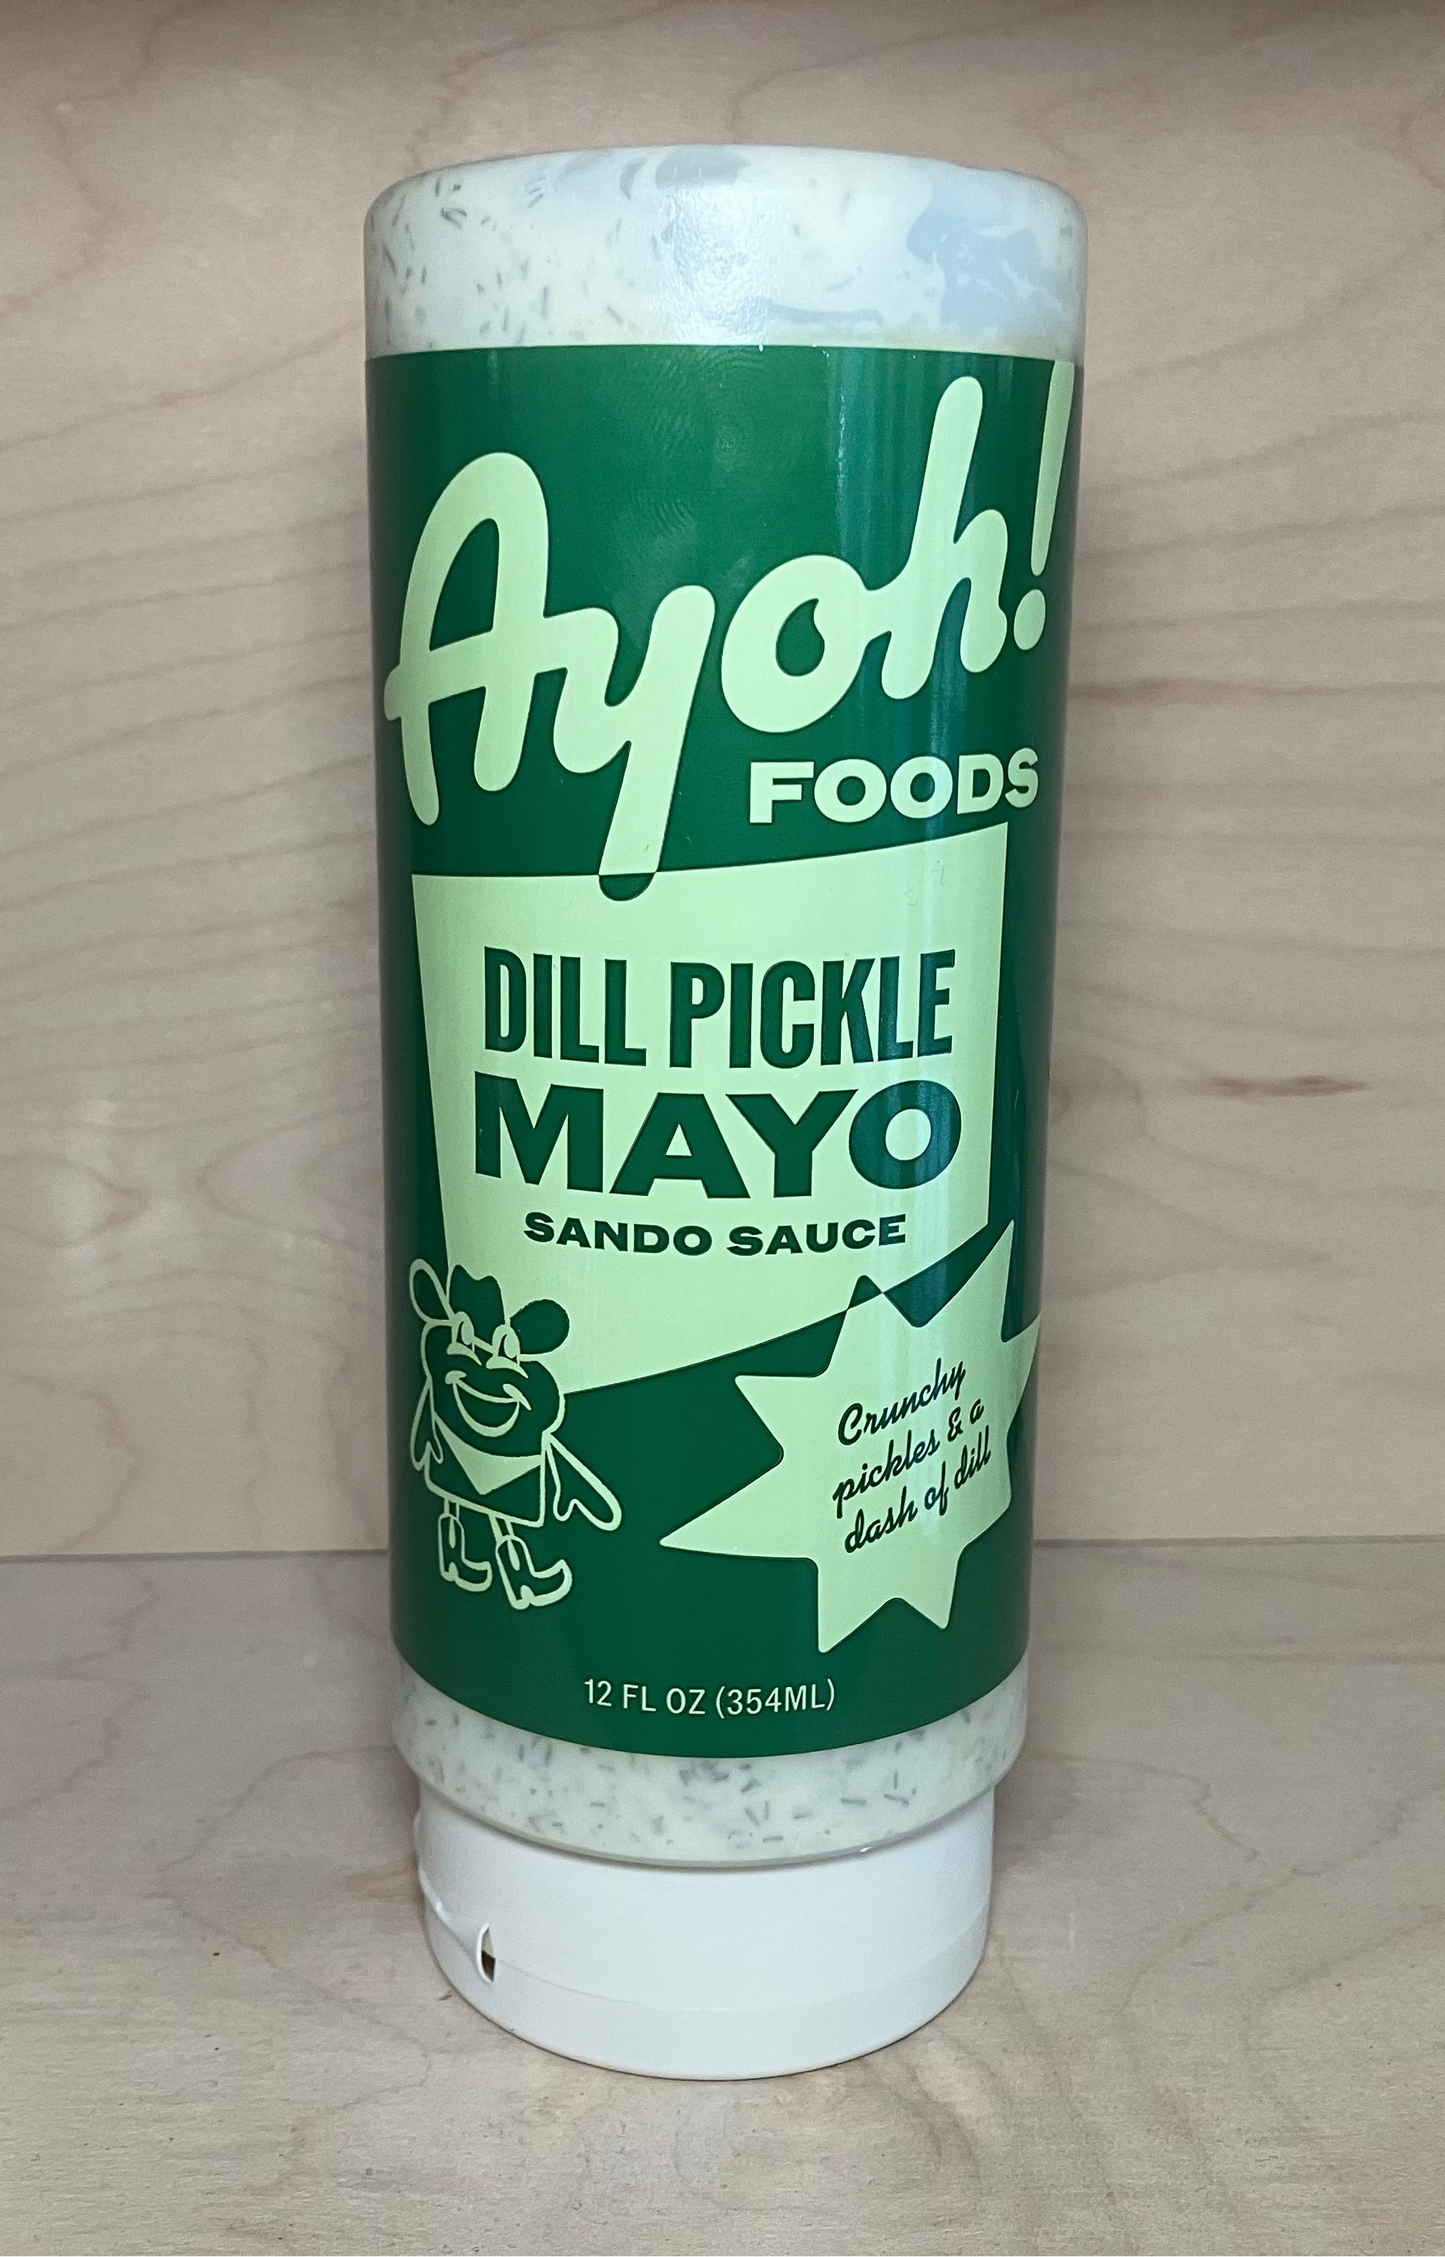 Ayoh!
FOODS
DILL PICKLE
MAYO
SANDO SAUCE
Crunchy
pickles & a
dash of dill
12 FL OZ (354ML)